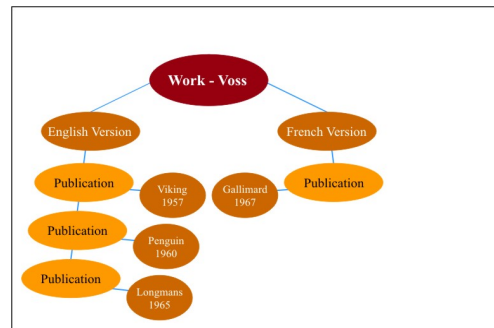 Work - Voss
English Version
French Version
Publication
Viking
1957
Gallimard
1967
Publication
Publication
Penguin
1960
Publication
Longmans
1965